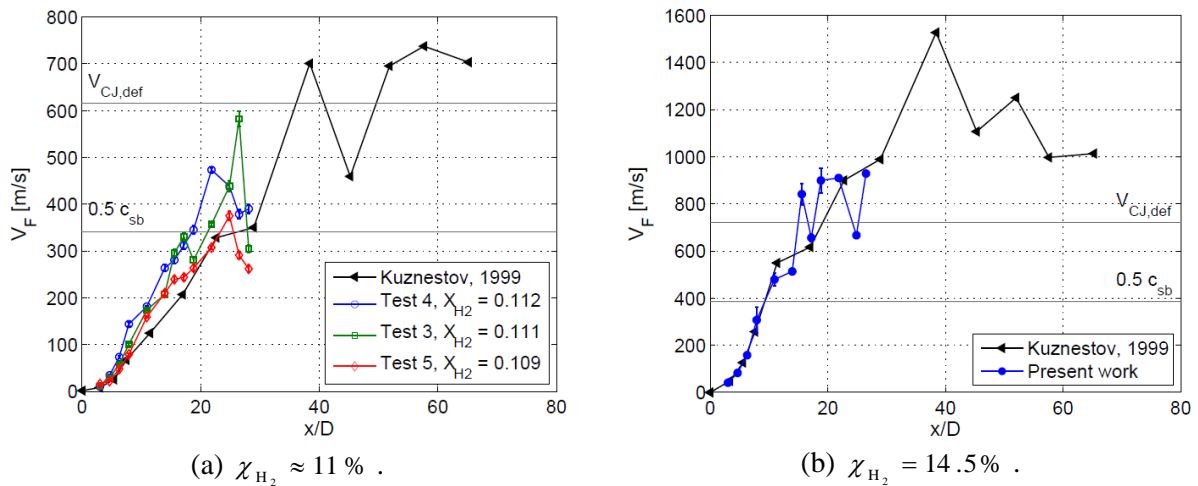 800
700
600
500
400
300
200
100
0
V_F [m/s]
V_CJ,def
0.5 c_sb
Kuznestov, 1999
Test 4, X_H2 = 0.112
Test 3, X_H2 = 0.111
Test 5, X_H2 = 0.109
0 20 40 60 80
x/D
(a) χ_H₂ ≈ 11 % .
1600
1400
1200
1000
800
600
400
200
0
V_F [m/s]
V_CJ,def
0.5 c_sb
Kuznestov, 1999
Present work
0 20 40 60 80
x/D
(b) χ_H₂ = 14 .5% .